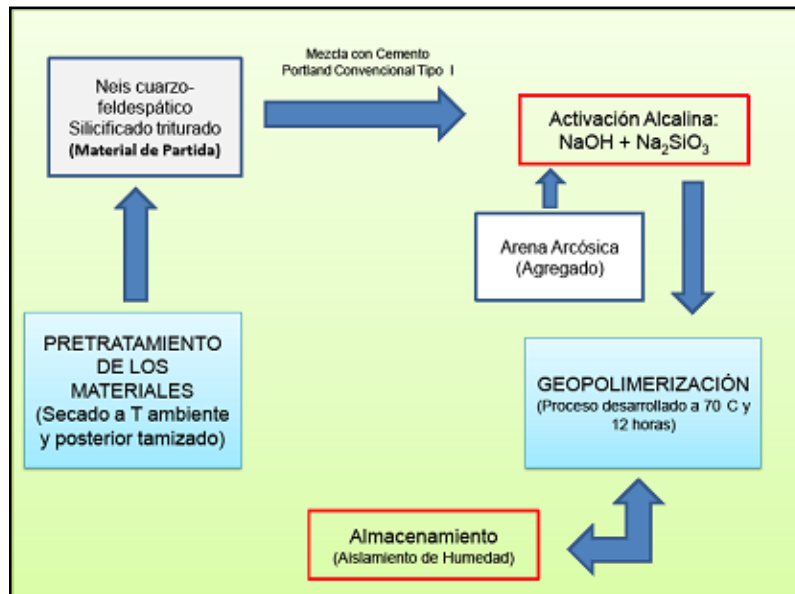 Mezcla con Cemento
Portland Convencional Tipo I
Neis cuarzo-
feldespático
Silicificado triturado
(Material de Partida)
Activación Alcalina:
NaOH + Na₂SiO₃
Arena Arcósica
(Agregado)
PRETRATAMIENTO
DE LOS
MATERIALES
(Secado a T ambiente
y posterior tamizado)
GEOPOLIMERIZACIÓN
(Proceso desarrollado a 70 C y
12 horas)
Almacenamiento
(Aislamiento de Humedad)